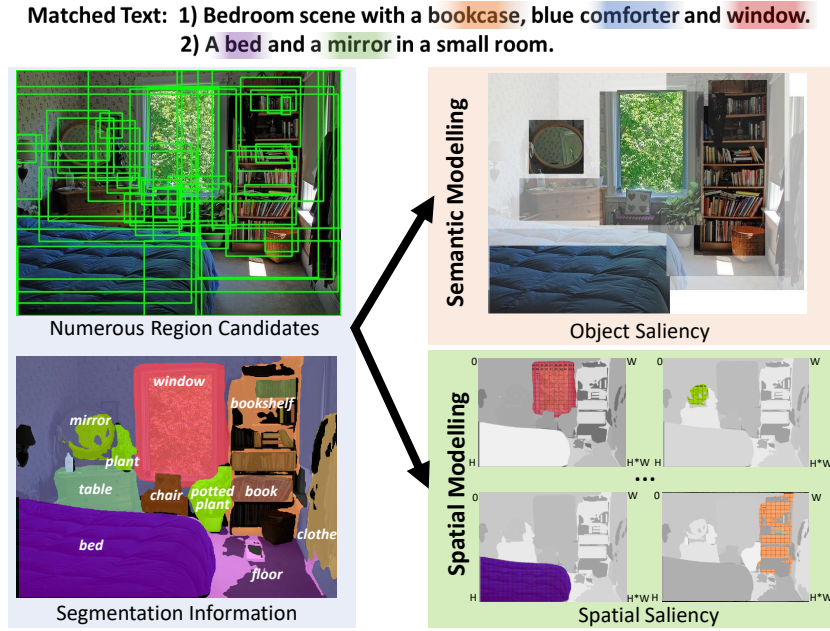 Matched Text: 1) Bedroom scene with a bookcase, blue comforter and window.
2) A bed and a mirror in a small room.
Numerous Region Candidates
window
bookshelf
mirror
plant
table
chair
potted
plant
book
bed
clothe
floor
Segmentation Information
Semantic Modelling
Object Saliency
Spatial Modelling
0 W
H H*W
0 W
H*W
...
0 W
H H*W
0 W
H*W
Spatial Saliency